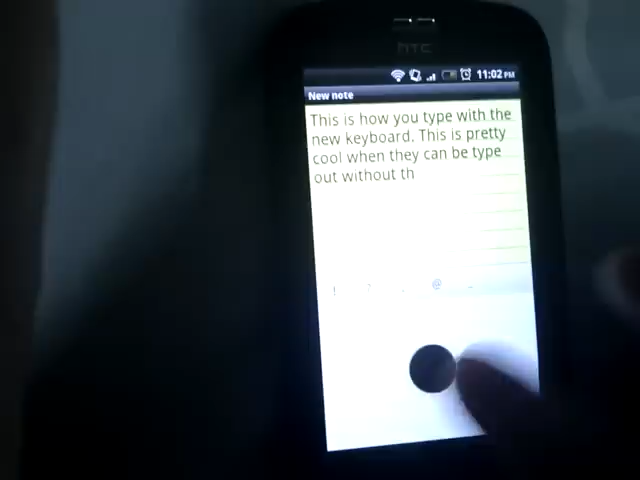 hTC
11:02 PM
New note
This is how you type with the
new keyboard. This is pretty
cool when they can be type
out without th
! ? , @ _